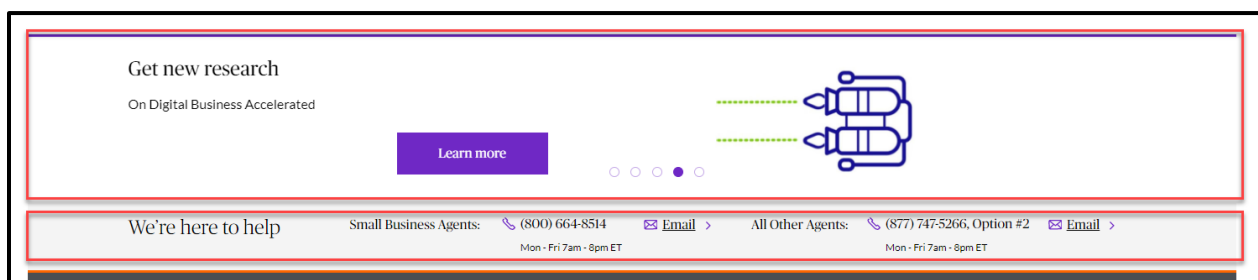 Get new research
On Digital Business Accelerated
Learn more
We're here to help
Small Business Agents: (800) 664-8514 Email > All Other Agents: (877) 747-5266, Option #2 Email >
Mon - Fri 7am - 8pm ET Mon - Fri 7am - 8pm ET